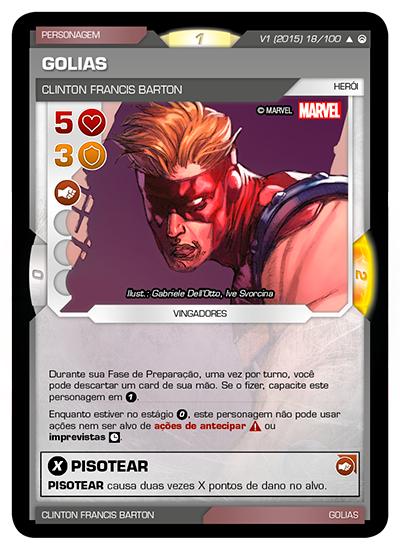 PERSONAGEM
1
V1 (2015) 18/100
GOLIAS
CLINTON FRANCIS BARTON
HERÓI
5
© MARVEL MARVEL
3
0
2
Ilust.: Gabriele Dell'Otto, Ive Svorcina
VINGADORES
Durante sua Fase de Preparação, uma vez por turno, você
pode descartar um card de sua mão. Se o fizer, capacite este
personagem em 1.
Enquanto estiver no estágio 0, este personagem não pode usar
ações nem ser alvo de ações de antecipar ou
imprevistas.
X PISOTEAR
PISOTEAR causa duas vezes X pontos de dano no alvo.
CLINTON FRANCIS BARTON
GOLIAS